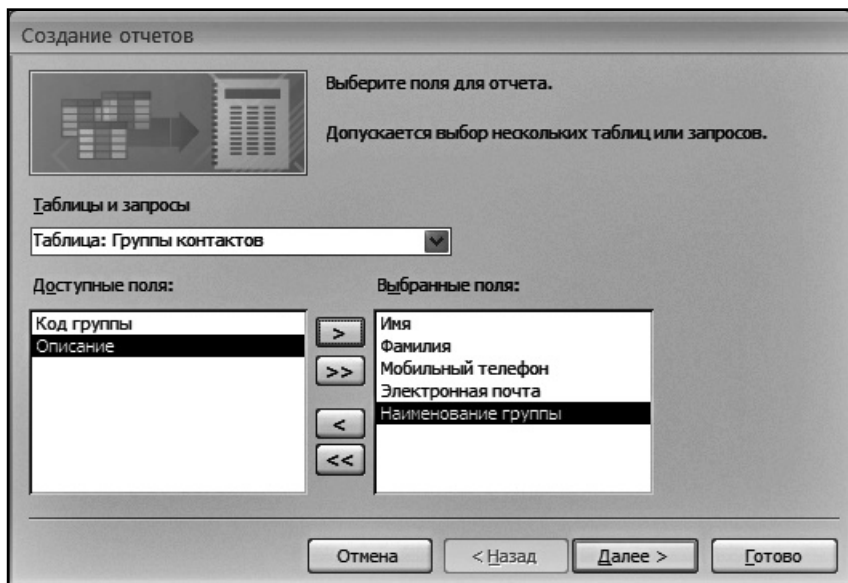 Создание отчетов
Выберите поля для отчета.
Допускается выбор нескольких таблиц или запросов.
Таблицы и запросы
Таблица: Группы контактов
Доступные поля:
Код группы
Описание
>
>>
<
<<
Выбранные поля:
Имя
Фамилия
Мобильный телефон
Электронная почта
Наименование группы
Отмена
< Назад
Далее >
Готово